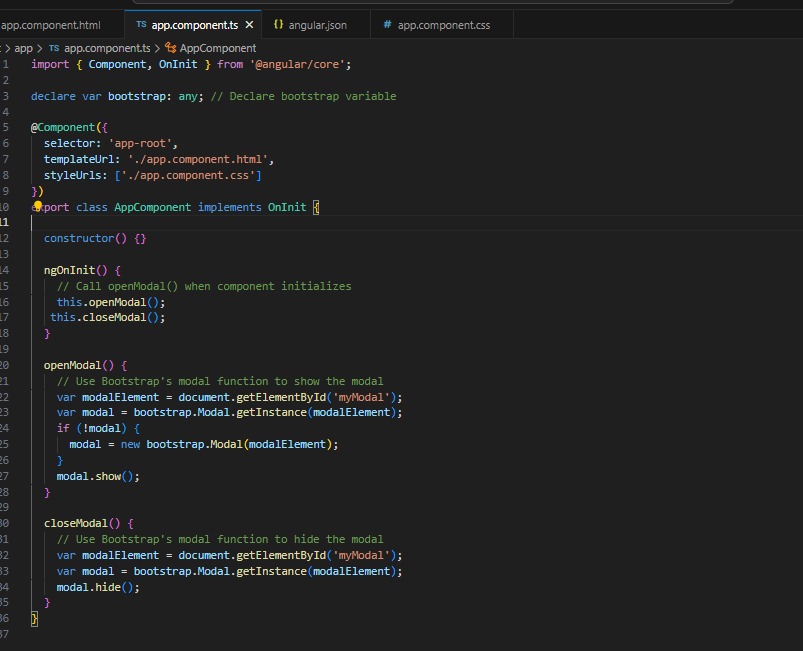 app.component.html TS app.component.ts × {} angular.json # app.component.css
> app > TS app.component.ts > AppComponent
1 import { Component, OnInit } from '@angular/core';
2
3 declare var bootstrap: any; // Declare bootstrap variable
4
5 @Component({
6 selector: 'app-root',
7 templateUrl: './app.component.html',
8 styleUrls: ['./app.component.css']
9 })
10 export class AppComponent implements OnInit {
11
12 constructor() {}
13
14 ngOnInit() {
15 // Call openModal() when component initializes
16 this.openModal();
17 this.closeModal();
18 }
19
20 openModal() {
21 // Use Bootstrap's modal function to show the modal
22 var modalElement = document.getElementById('myModal');
23 var modal = bootstrap.Modal.getInstance(modalElement);
24 if (!modal) {
25 modal = new bootstrap.Modal(modalElement);
26 }
27 modal.show();
28 }
29
30 closeModal() {
31 // Use Bootstrap's modal function to hide the modal
32 var modalElement = document.getElementById('myModal');
33 var modal = bootstrap.Modal.getInstance(modalElement);
34 modal.hide();
35 }
36 }
37